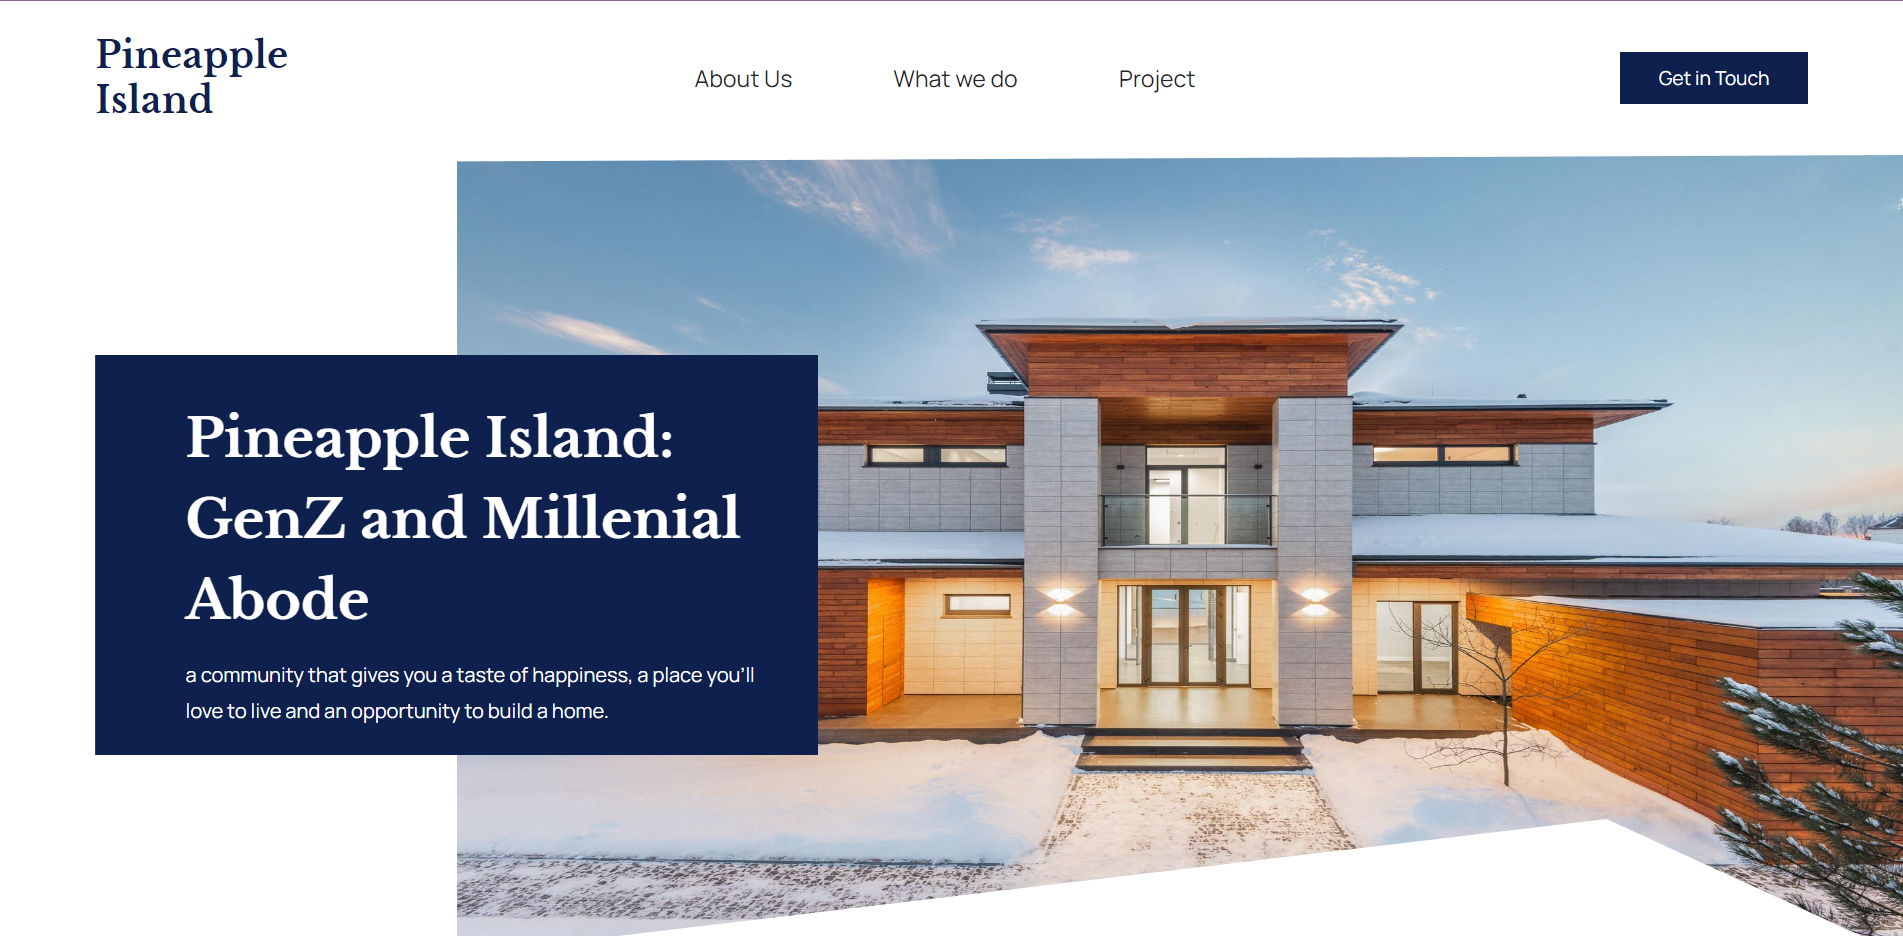 Pineapple
Island
About Us
What we do
Project
Get in Touch
Pineapple Island:
GenZ and Millenial
Abode
a community that gives you a taste of happiness, a place you'll
love to live and an opportunity to build a home.